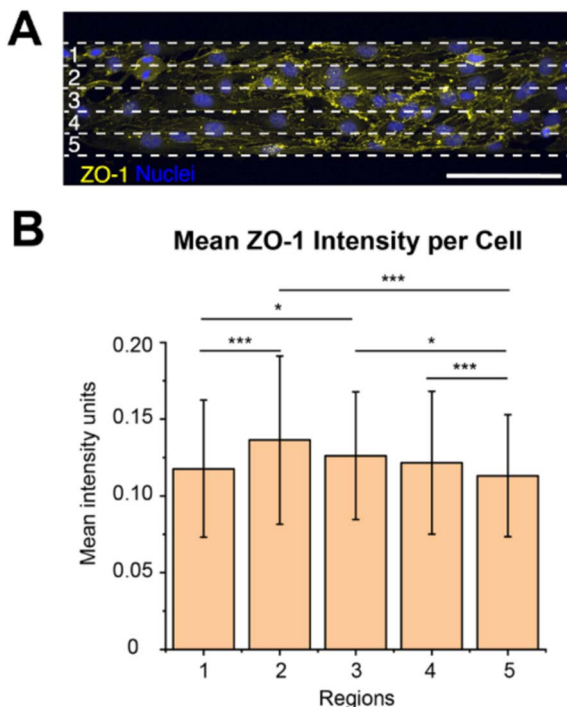 A
1
2
3
4
5
ZO-1 Nuclei
B
Mean ZO-1 Intensity per Cell
***
*
***
*
***
0.20
0.15
0.10
0.05
0
Mean intensity units
1 2 3 4 5
Regions